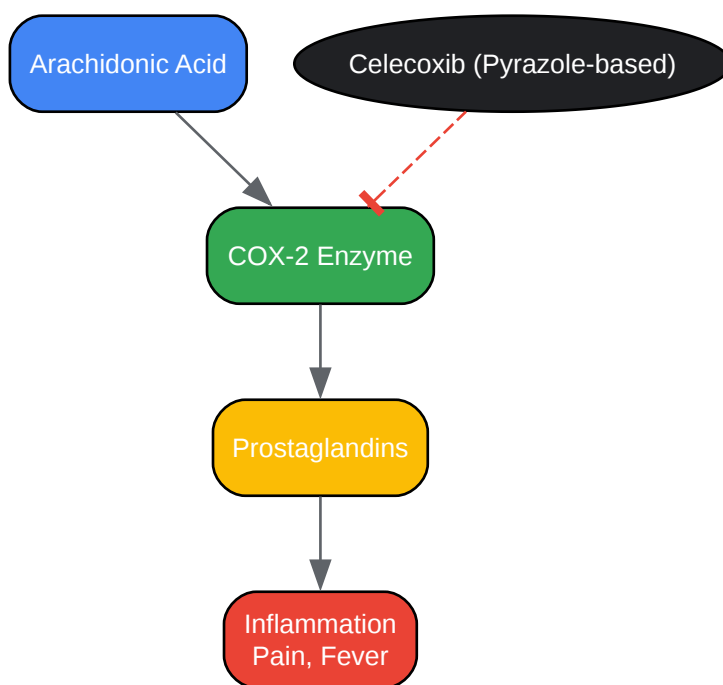 Arachidonic Acid
Celecoxib (Pyrazole-based)
COX-2 Enzyme
Prostaglandins
Inflammation
Pain, Fever